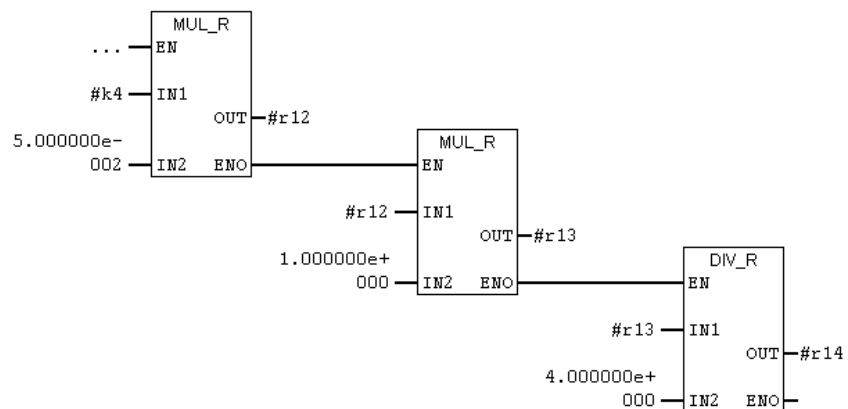 MUL_R
... EN
#k4 IN1
OUT #r12
5.000000e-
002 IN2 ENO
MUL_R
EN
#r12 IN1
OUT #r13
1.000000e+
000 IN2 ENO
DIV_R
EN
#r13 IN1
OUT #r14
4.000000e+
000 IN2 ENO